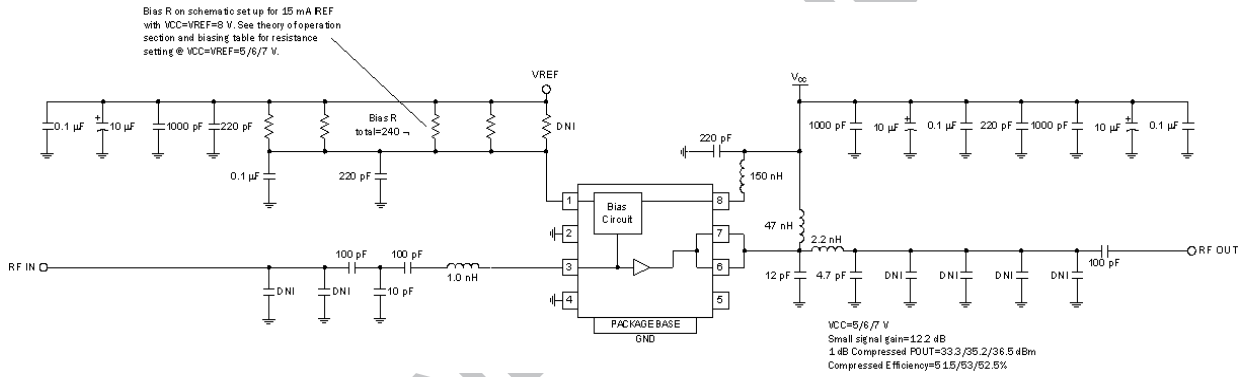 Bias R on schematic set up for 15 mA IREF
with VCC=VREF=8 V. See theory of operation
section and biasing table for resistance
setting @ VCC=VREF=5/6/7 V.
VREF
VCC
0.1 µF
+
10 µF
1000 pF
220 pF
Bias R
total=240 ¬
DNI
1000 pF
10 µF
+
0.1 µF
220 pF
1000 pF
10 µF
+
0.1 µF
220 pF
150 nH
0.1 µF
220 pF
1
Bias
Circuit
8
2
7
47 nH
2.2 nH
100 pF
100 pF
RF IN
1.0 nH
3
6
100 pF
RF OUT
DNI
DNI
10 pF
4
5
12 pF
4.7 pF
DNI
DNI
DNI
DNI
PACKAGE BASE
GND
VCC=5/6/7 V
Small signal gain=12.2 dB
1 dB Compressed POUT=33.3/35.2/36.5 dBm
Compressed Efficiency=51.5/53/52.5%